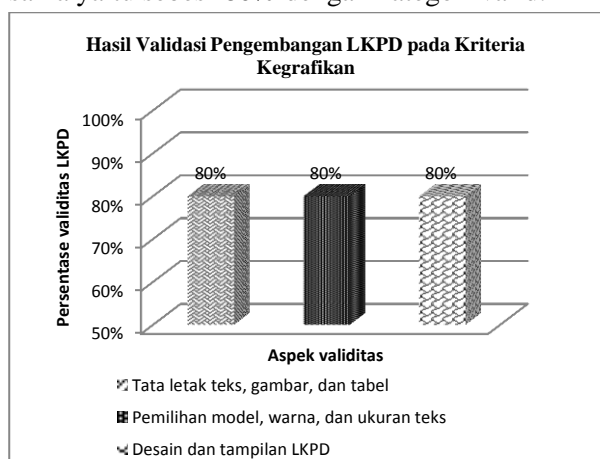 Hasil Validasi Pengembangan LKPD pada Kriteria
Kegrafikan
Persentase validitas LKPD
100%
90%
80%
70%
60%
50%
80%
80%
80%
Aspek validitas
Tata letak teks, gambar, dan tabel
Pemilihan model, warna, dan ukuran teks
Desain dan tampilan LKPD